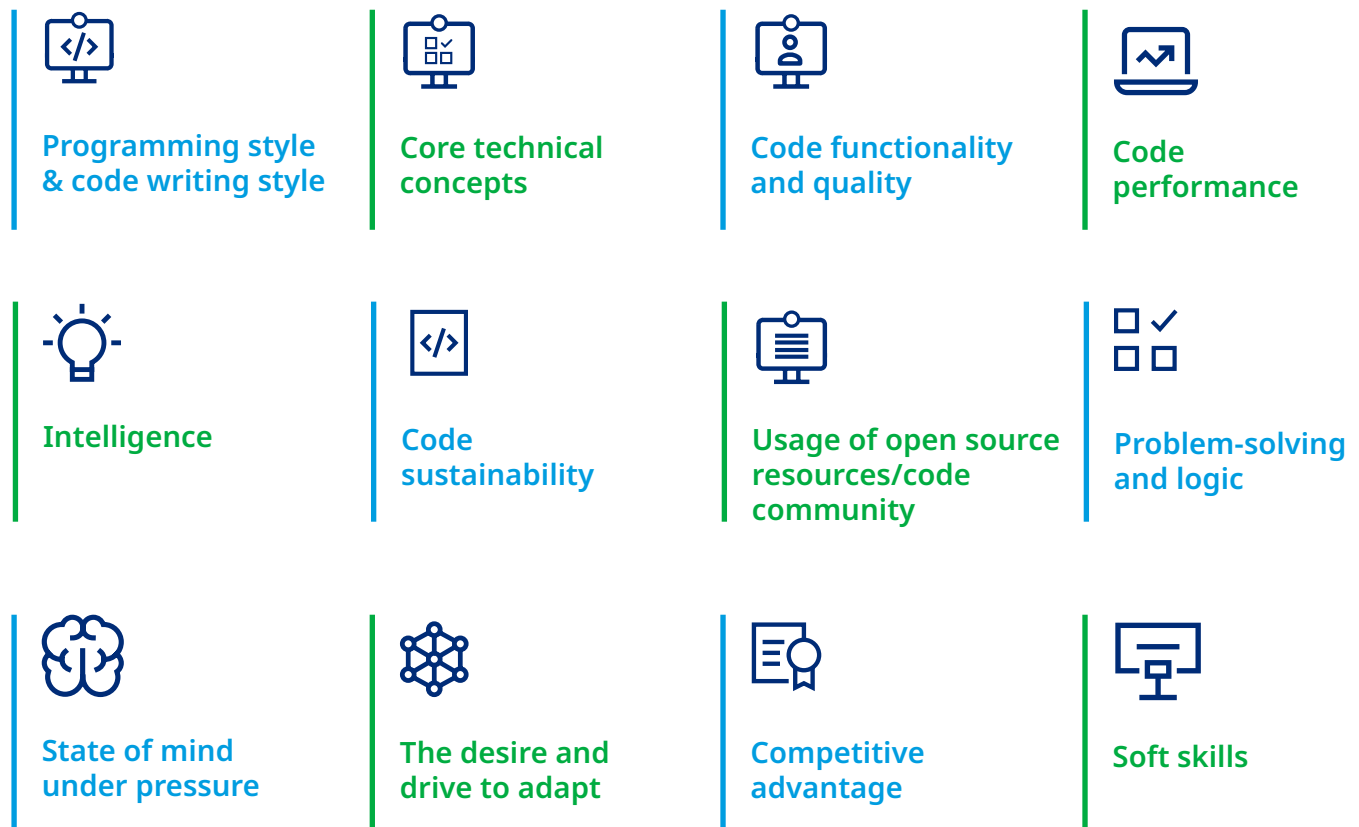 Programming style
& code writing style
Core technical
concepts
Code functionality
and quality
Code
performance
Intelligence
Code
sustainability
Usage of open source
resources/code
community
Problem-solving
and logic
State of mind
under pressure
The desire and
drive to adapt
Competitive
advantage
Soft skills